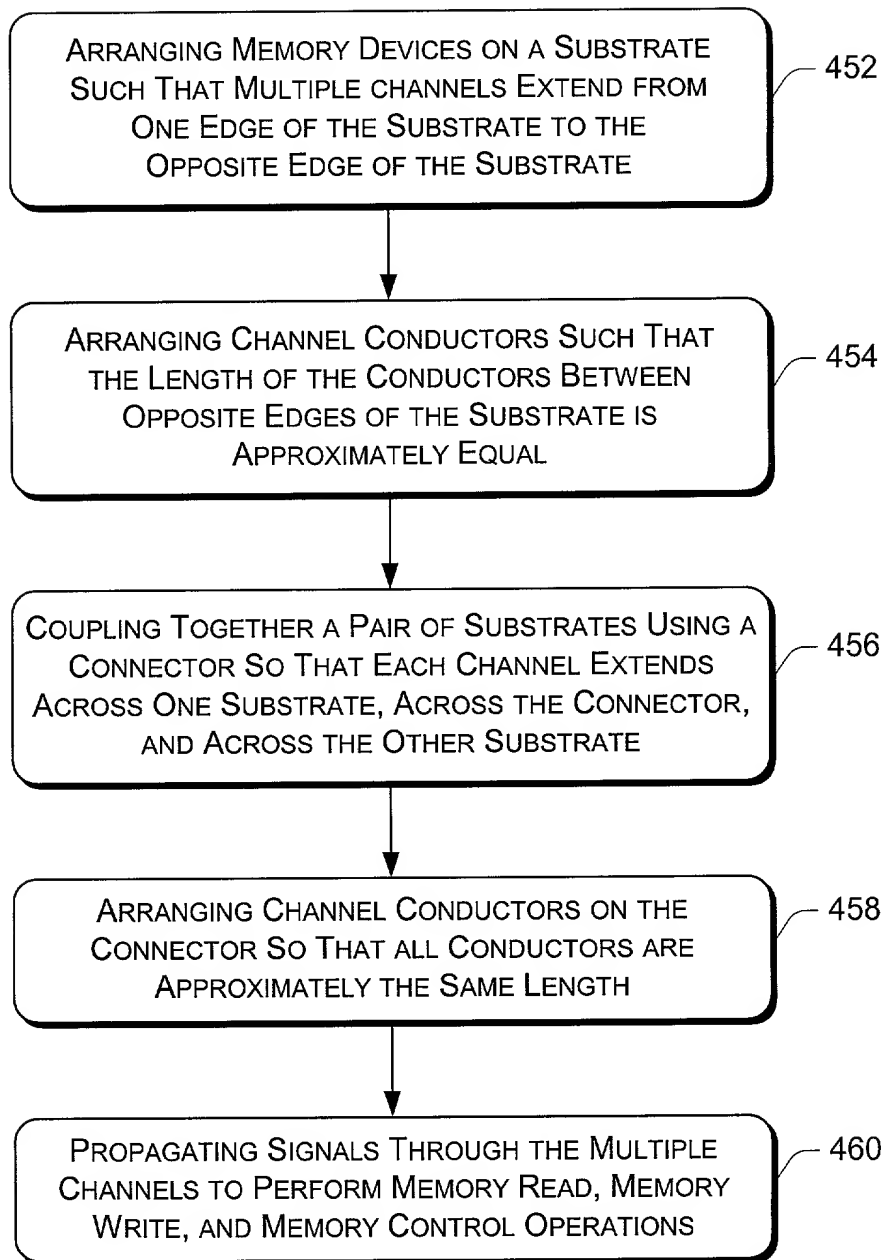 ARRANGING MEMORY DEVICES ON A SUBSTRATE
SUCH THAT MULTIPLE CHANNELS EXTEND FROM
ONE EDGE OF THE SUBSTRATE TO THE
OPPOSITE EDGE OF THE SUBSTRATE
452
ARRANGING CHANNEL CONDUCTORS SUCH THAT
THE LENGTH OF THE CONDUCTORS BETWEEN
OPPOSITE EDGES OF THE SUBSTRATE IS
APPROXIMATELY EQUAL
454
COUPLING TOGETHER A PAIR OF SUBSTRATES USING A
CONNECTOR SO THAT EACH CHANNEL EXTENDS
ACROSS ONE SUBSTRATE, ACROSS THE CONNECTOR,
AND ACROSS THE OTHER SUBSTRATE
456
ARRANGING CHANNEL CONDUCTORS ON THE
CONNECTOR SO THAT ALL CONDUCTORS ARE
APPROXIMATELY THE SAME LENGTH
458
PROPAGATING SIGNALS THROUGH THE MULTIPLE
CHANNELS TO PERFORM MEMORY READ, MEMORY
WRITE, AND MEMORY CONTROL OPERATIONS
460